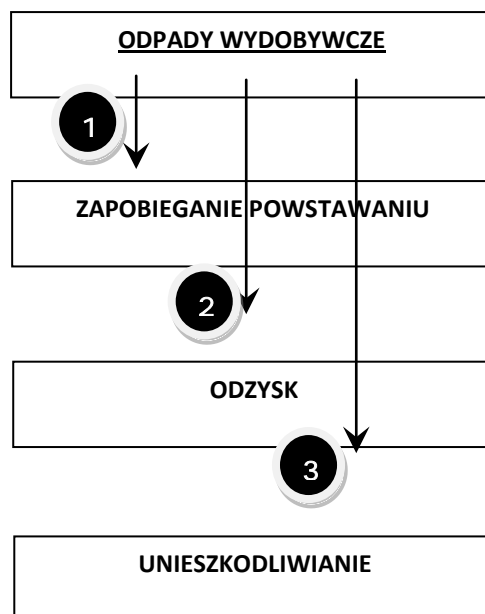 ODPADY WYDOBYWCZE
1
ZAPOBIEGANIE POWSTAWANIU
2
ODZYSK
3
UNIESZKODLIWIANIE